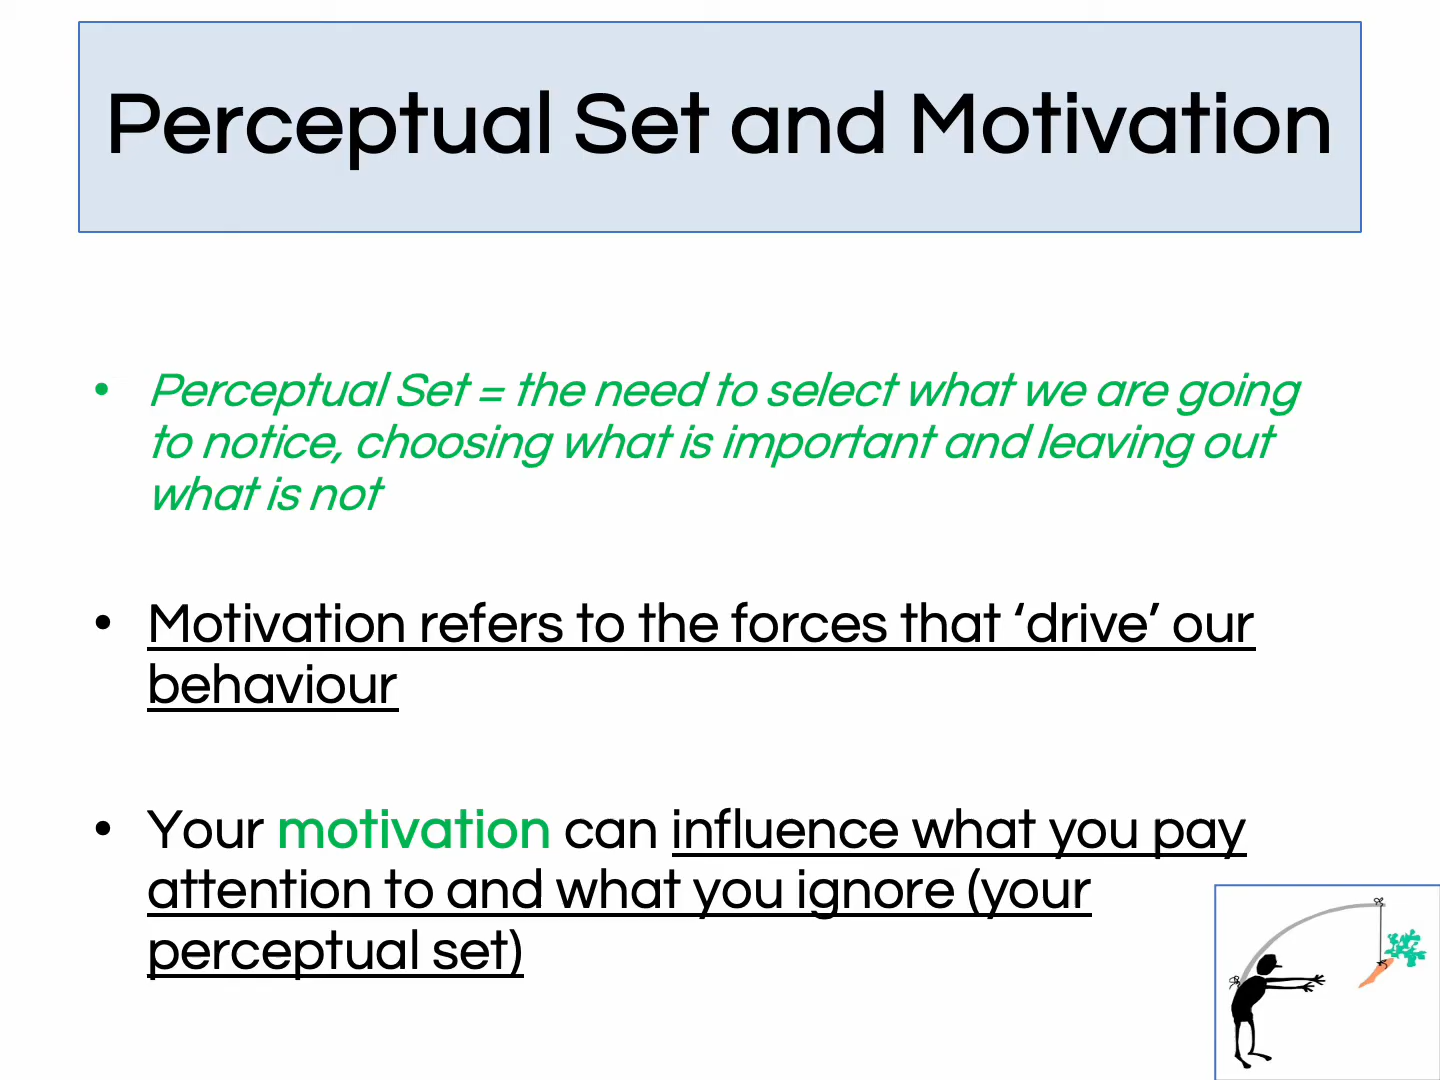 Perceptual Set and Motivation
• Perceptual Set = the need to select what we are going
to notice, choosing what is important and leaving out
what is not
• Motivation refers to the forces that ‘drive’ our
behaviour
• Your motivation can influence what you pay
attention to and what you ignore (your
perceptual set)